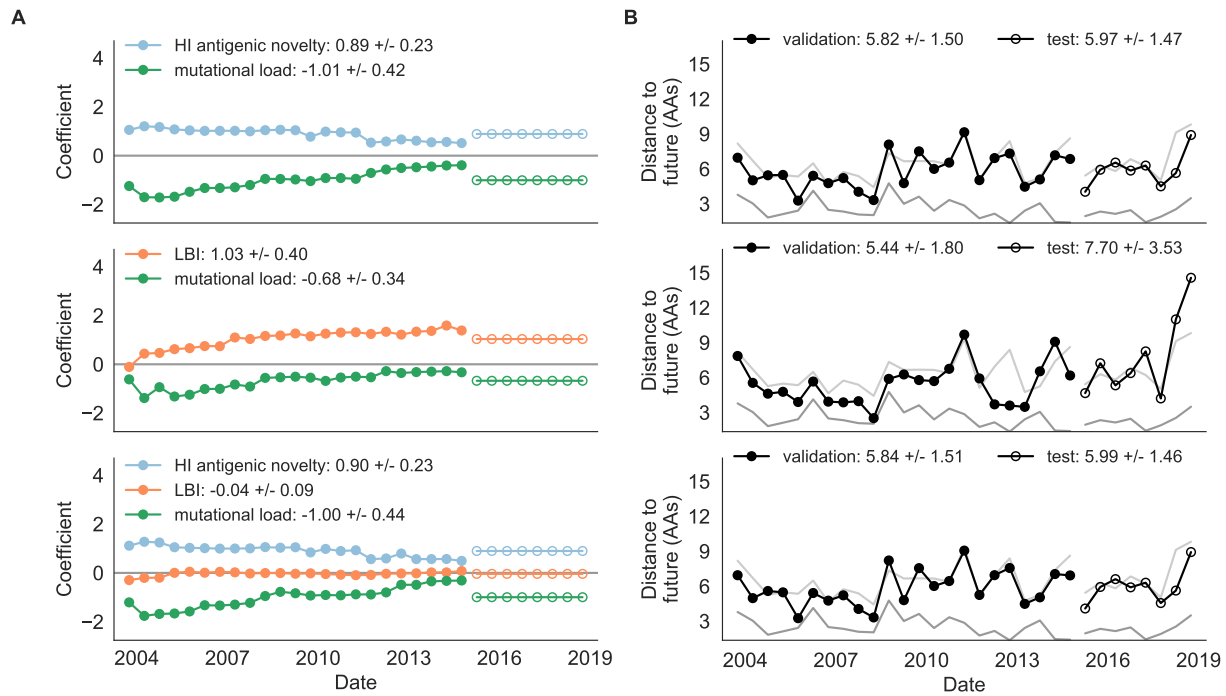 A
HI antigenic novelty: 0.89 +/- 0.23
mutational load: -1.01 +/- 0.42
4
2
0
−2
Coefficient
LBI: 1.03 +/- 0.40
mutational load: -0.68 +/- 0.34
4
2
0
−2
Coefficient
HI antigenic novelty: 0.90 +/- 0.23
LBI: -0.04 +/- 0.09
mutational load: -1.00 +/- 0.44
4
2
0
−2
Coefficient
2004 2007 2010 2013 2016 2019
Date
B
validation: 5.82 +/- 1.50 test: 5.97 +/- 1.47
15
12
9
6
3
Distance to
future (AAs)
validation: 5.44 +/- 1.80 test: 7.70 +/- 3.53
15
12
9
6
3
Distance to
future (AAs)
validation: 5.84 +/- 1.51 test: 5.99 +/- 1.46
15
12
9
6
3
Distance to
future (AAs)
2004 2007 2010 2013 2016 2019
Date